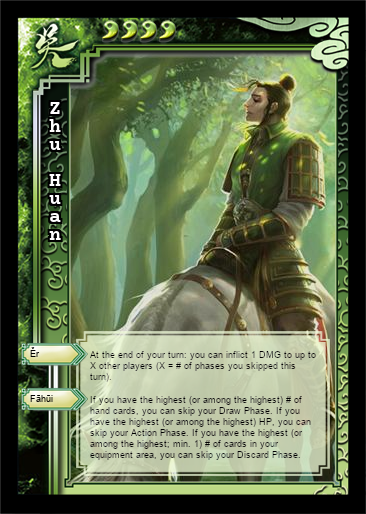 吳
Zhu Huan
Ěr
At the end of your turn: you can inflict 1 DMG to up to
X other players (X = # of phases you skipped this
turn).
Fāhūi
If you have the highest (or among the highest) # of
hand cards, you can skip your Draw Phase. If you
have the highest (or among the highest) HP, you can
skip your Action Phase. If you have the highest (or
among the highest; min. 1) # of cards in your
equipment area, you can skip your Discard Phase.